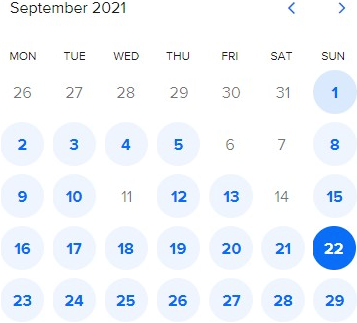 September 2021
MON TUE WED THU FRI SAT SUN
26 27 28 29 30 31 1
2 3 4 5 6 7 8
9 10 11 12 13 14 15
16 17 18 19 20 21 22
23 24 25 26 27 28 29